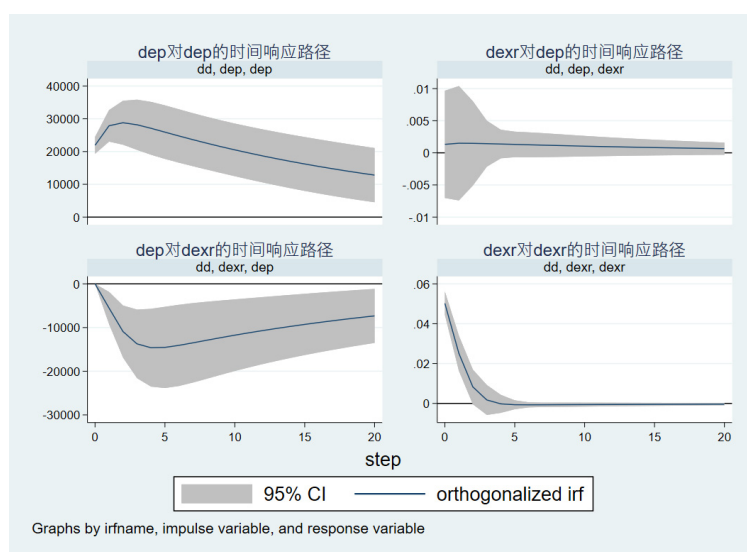 dep对dep的时间响应路径
dd, dep, dep
40000
30000
20000
10000
0
dexr对dep的时间响应路径
dd, dep, dexr
.01
.005
0
-.005
-.01
dep对dexr的时间响应路径
dd, dexr, dep
0
-10000
-20000
-30000
0 5 10 15 20
dexr对dexr的时间响应路径
dd, dexr, dexr
.06
.04
.02
0
0 5 10 15 20
step
95% CI orthogonalized irf
Graphs by irfname, impulse variable, and response variable